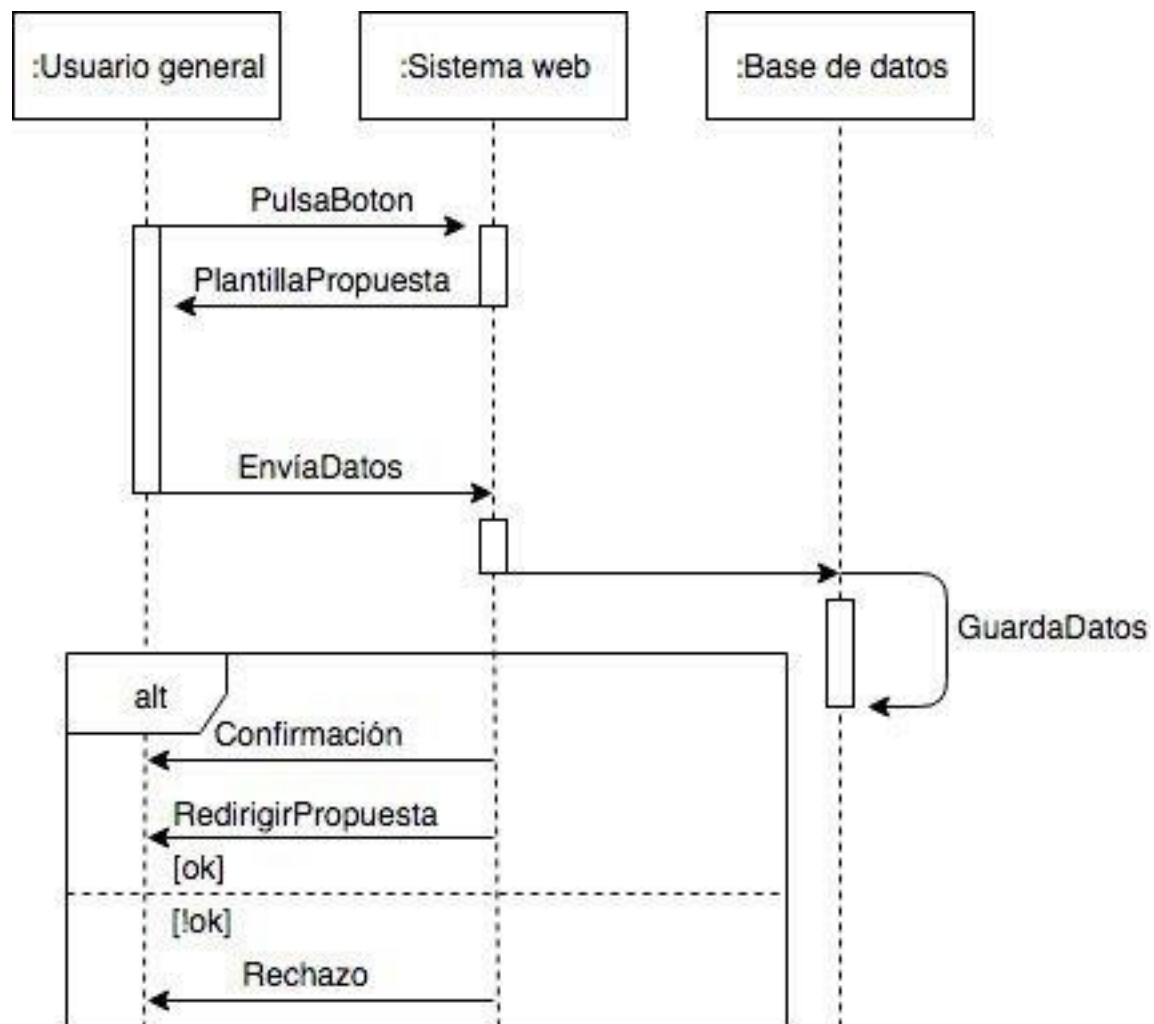 :Usuario general
:Sistema web
:Base de datos
PulsaBoton
PlantillaPropuesta
EnvíaDatos
GuardaDatos
alt
Confirmación
RedirigirPropuesta
[ok]
[!ok]
Rechazo